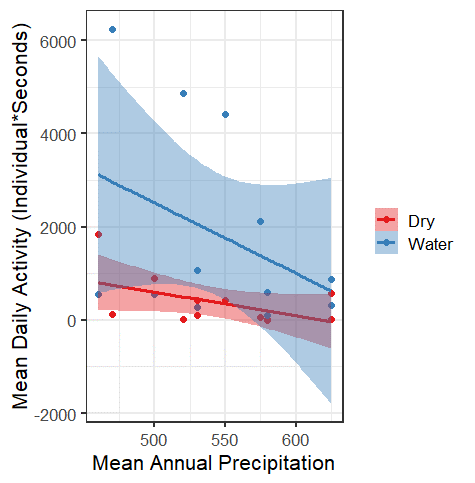 Mean Daily Activity (Individual*Seconds)
6000
4000
2000
0
-2000
500 550 600
Mean Annual Precipitation
Dry
Water